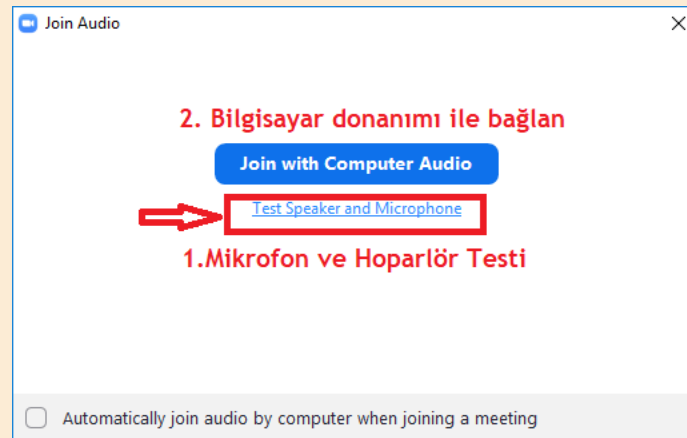 Join Audio
2. Bilgisayar donanımı ile bağlan
Join with Computer Audio
Test Speaker and Microphone
1.Mikrofon ve Hoparlör Testi
Automatically join audio by computer when joining a meeting